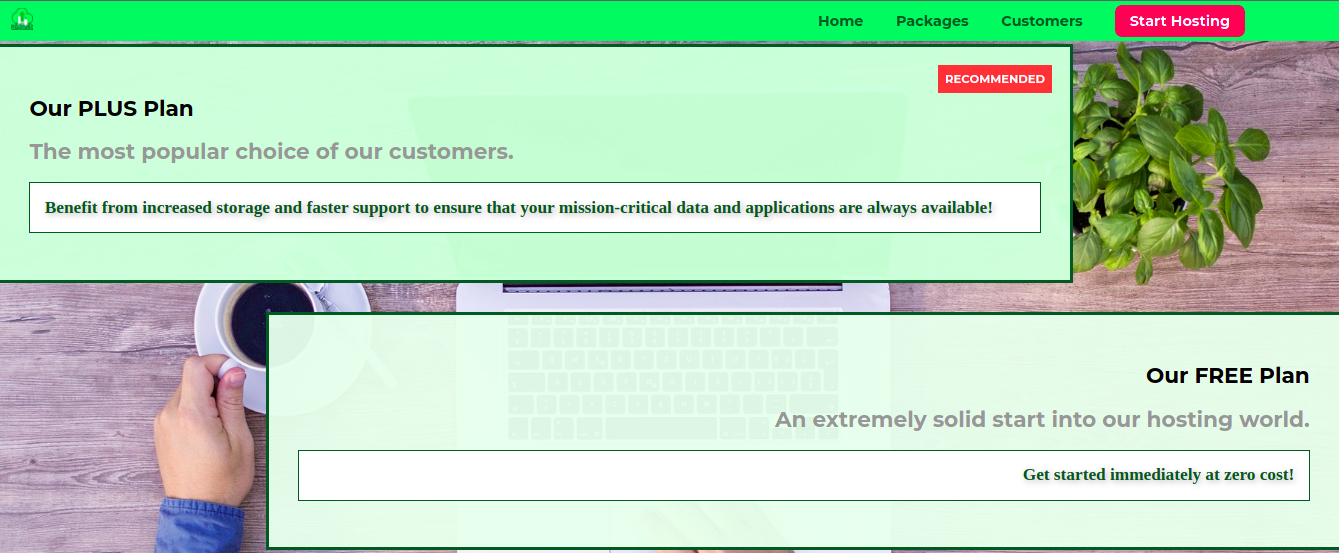 Home Packages Customers Start Hosting
RECOMMENDED
Our PLUS Plan
The most popular choice of our customers.
Benefit from increased storage and faster support to ensure that your mission-critical data and applications are always available!
Our FREE Plan
An extremely solid start into our hosting world.
Get started immediately at zero cost!